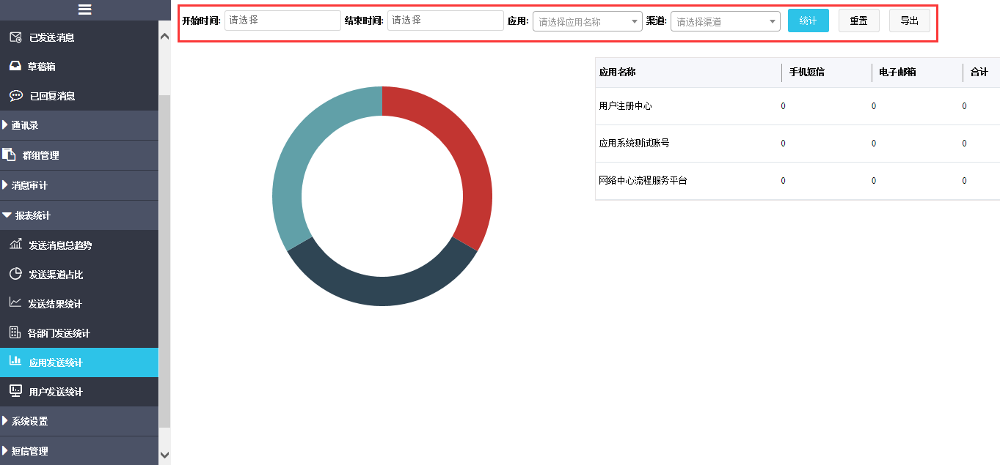 开始时间: 请选择 结束时间: 请选择 应用: 请选择应用名称 渠道: 请选择渠道 统计 重置 导出
已发送消息
草稿箱
已回复消息
通讯录
群组管理
消息审计
报表统计
发送消息总趋势
发送渠道占比
发送结果统计
各部门发送统计
应用发送统计
用户发送统计
系统设置
短信管理
应用名称 手机短信 电子邮箱 合计
用户注册中心 0 0 0
应用系统测试账号 0 0 0
网络中心流程服务平台 0 0 0